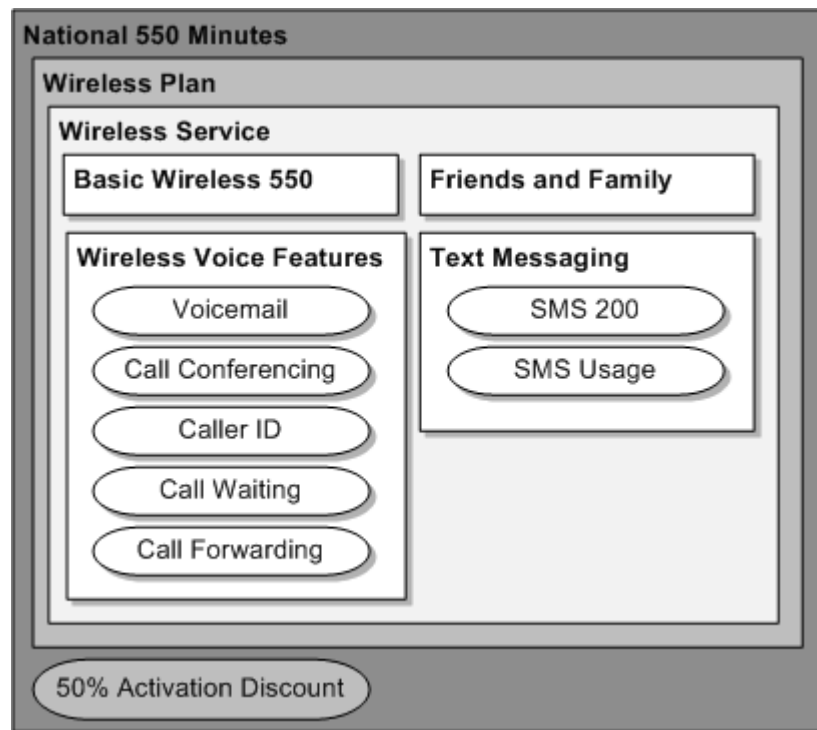 National 550 Minutes
Wireless Plan
Wireless Service
Basic Wireless 550
Friends and Family
Wireless Voice Features
Voicemail
Call Conferencing
Caller ID
Call Waiting
Call Forwarding
Text Messaging
SMS 200
SMS Usage
50% Activation Discount